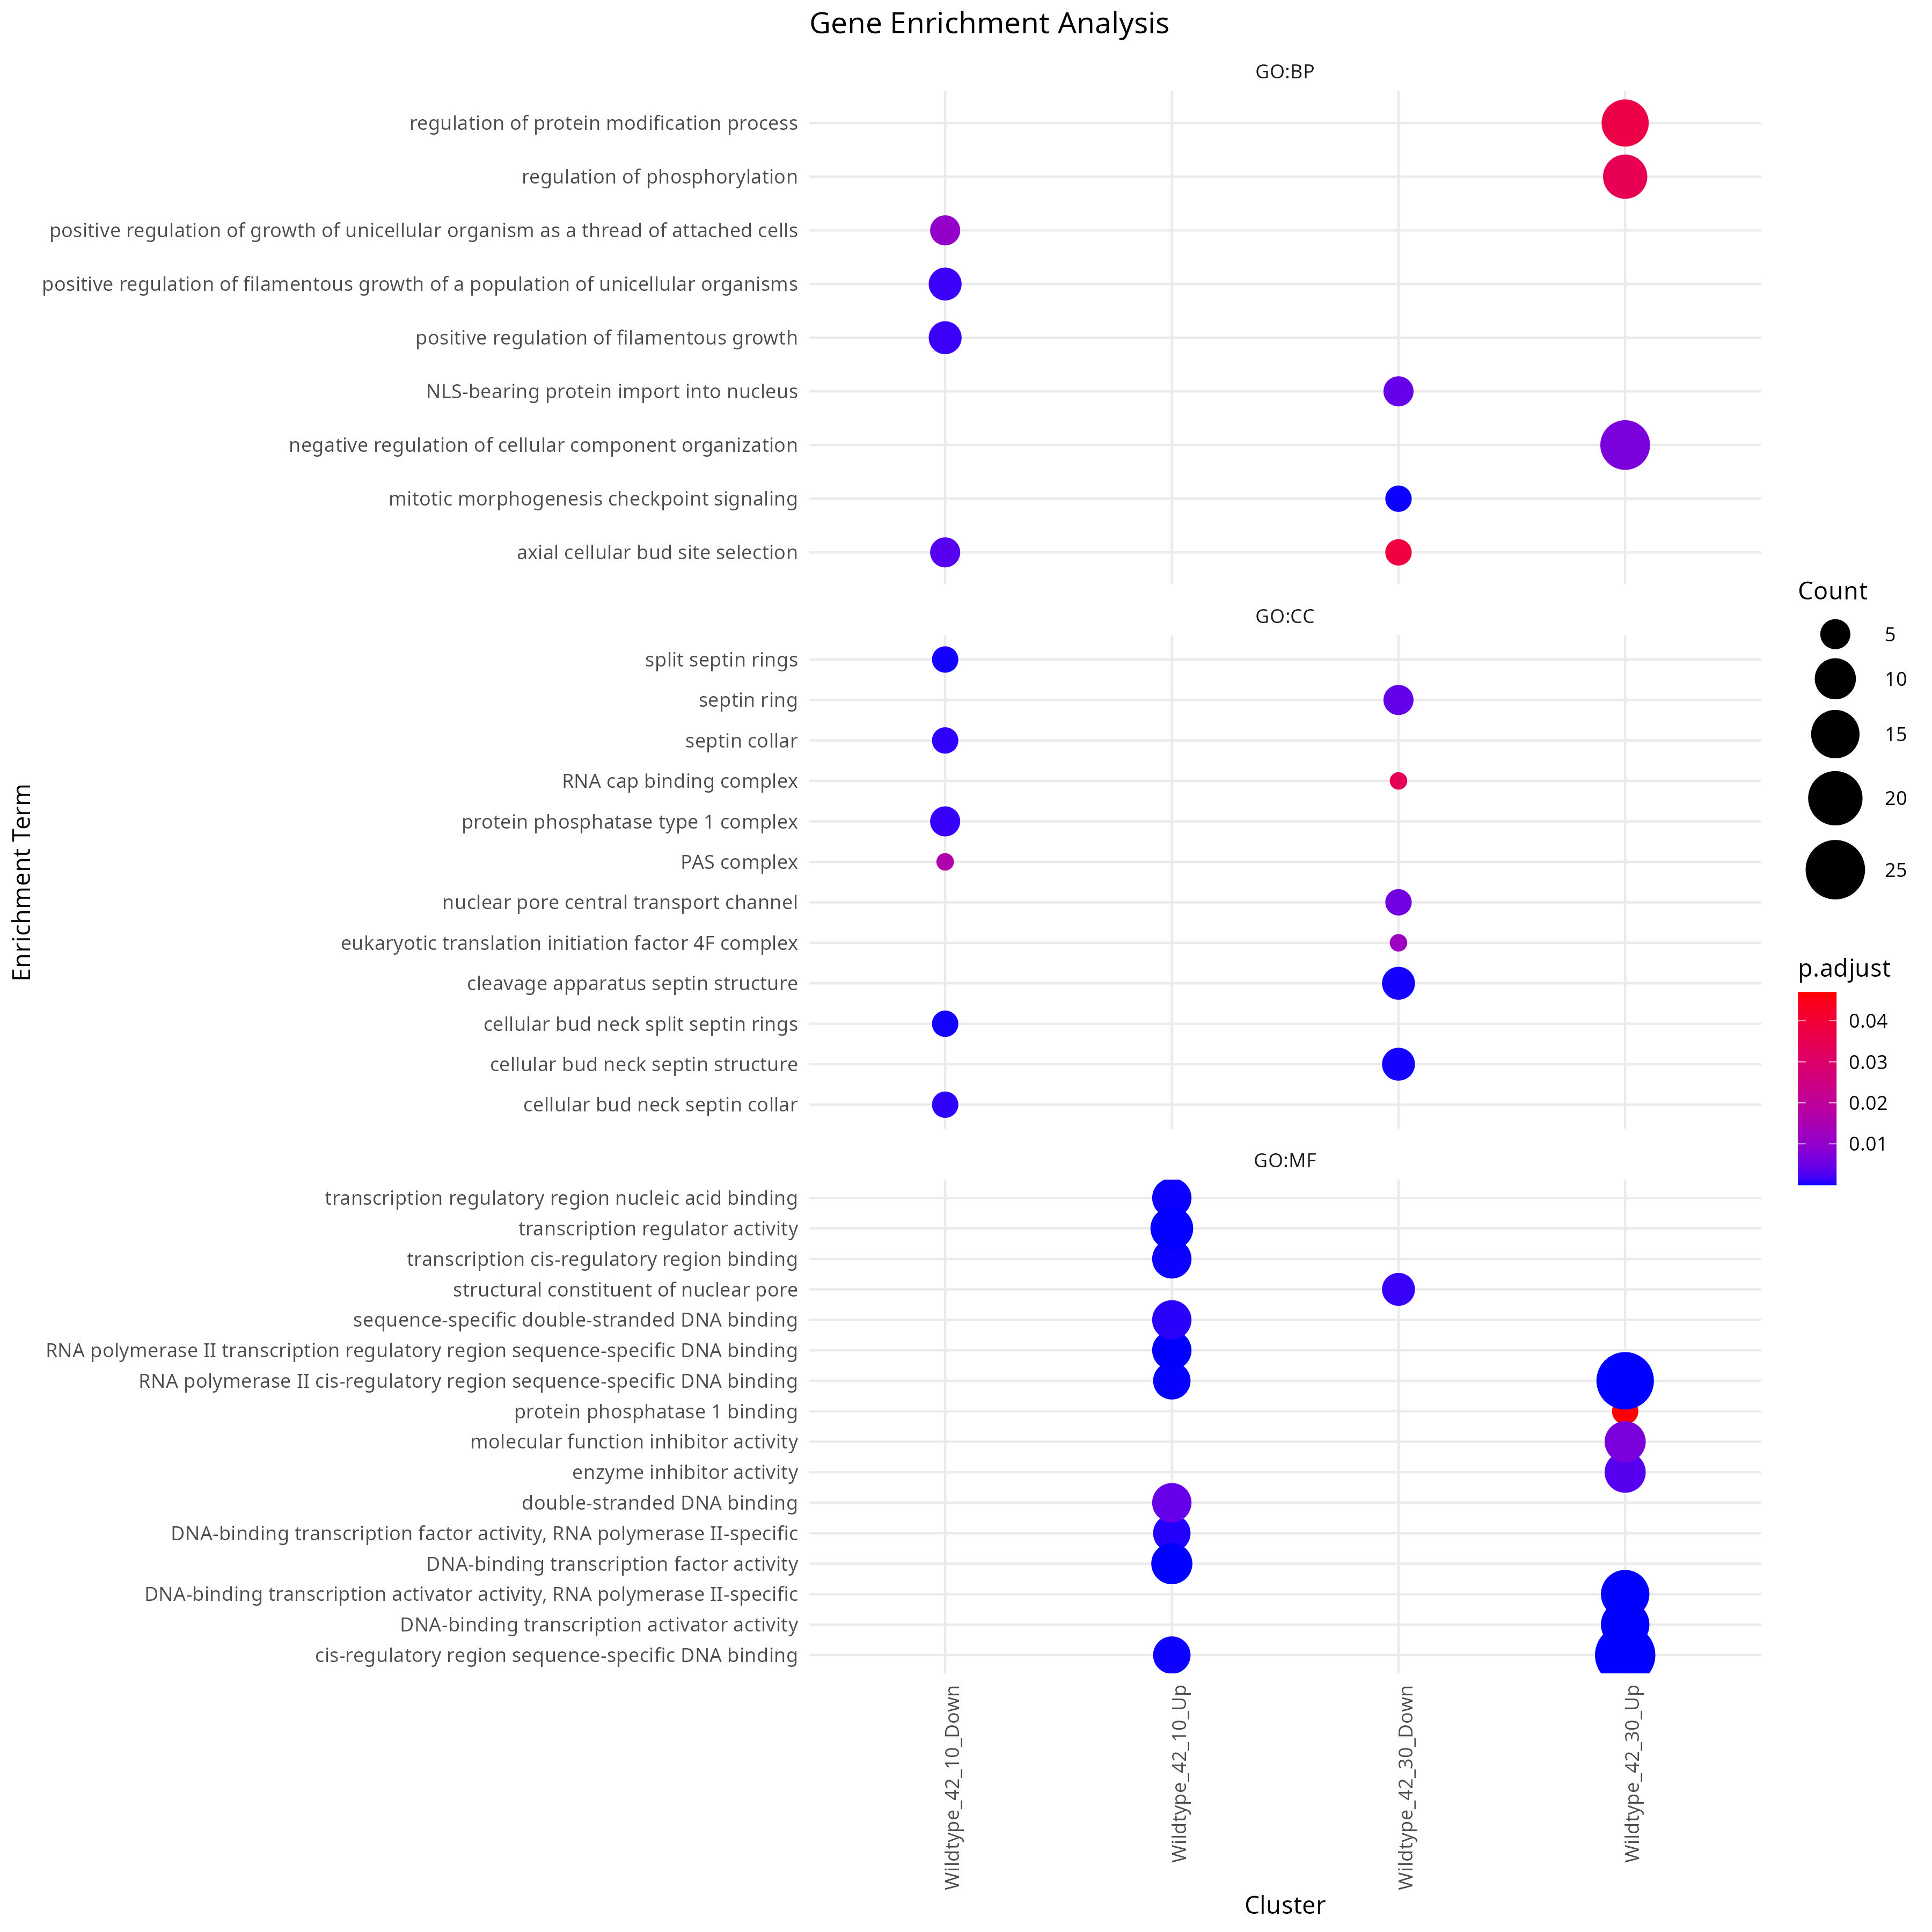 Gene Enrichment Analysis
GO:BP
regulation of protein modification process
regulation of phosphorylation
positive regulation of growth of unicellular organism as a thread of attached cells
positive regulation of filamentous growth of a population of unicellular organisms
positive regulation of filamentous growth
NLS-bearing protein import into nucleus
negative regulation of cellular component organization
mitotic morphogenesis checkpoint signaling
axial cellular bud site selection
GO:CC
split septin rings
septin ring
septin collar
RNA cap binding complex
protein phosphatase type 1 complex
PAS complex
nuclear pore central transport channel
eukaryotic translation initiation factor 4F complex
cleavage apparatus septin structure
cellular bud neck split septin rings
cellular bud neck septin structure
cellular bud neck septin collar
GO:MF
transcription regulatory region nucleic acid binding
transcription regulator activity
transcription cis-regulatory region binding
structural constituent of nuclear pore
sequence-specific double-stranded DNA binding
RNA polymerase II transcription regulatory region sequence-specific DNA binding
RNA polymerase II cis-regulatory region sequence-specific DNA binding
protein phosphatase 1 binding
molecular function inhibitor activity
enzyme inhibitor activity
double-stranded DNA binding
DNA-binding transcription factor activity, RNA polymerase II-specific
DNA-binding transcription factor activity
DNA-binding transcription activator activity, RNA polymerase II-specific
DNA-binding transcription activator activity
cis-regulatory region sequence-specific DNA binding
Enrichment Term
Wildtype_42_10_Down
Wildtype_42_10_Up
Wildtype_42_30_Down
Wildtype_42_30_Up
Cluster
Count
5
10
15
20
25
p.adjust
0.04
0.03
0.02
0.01